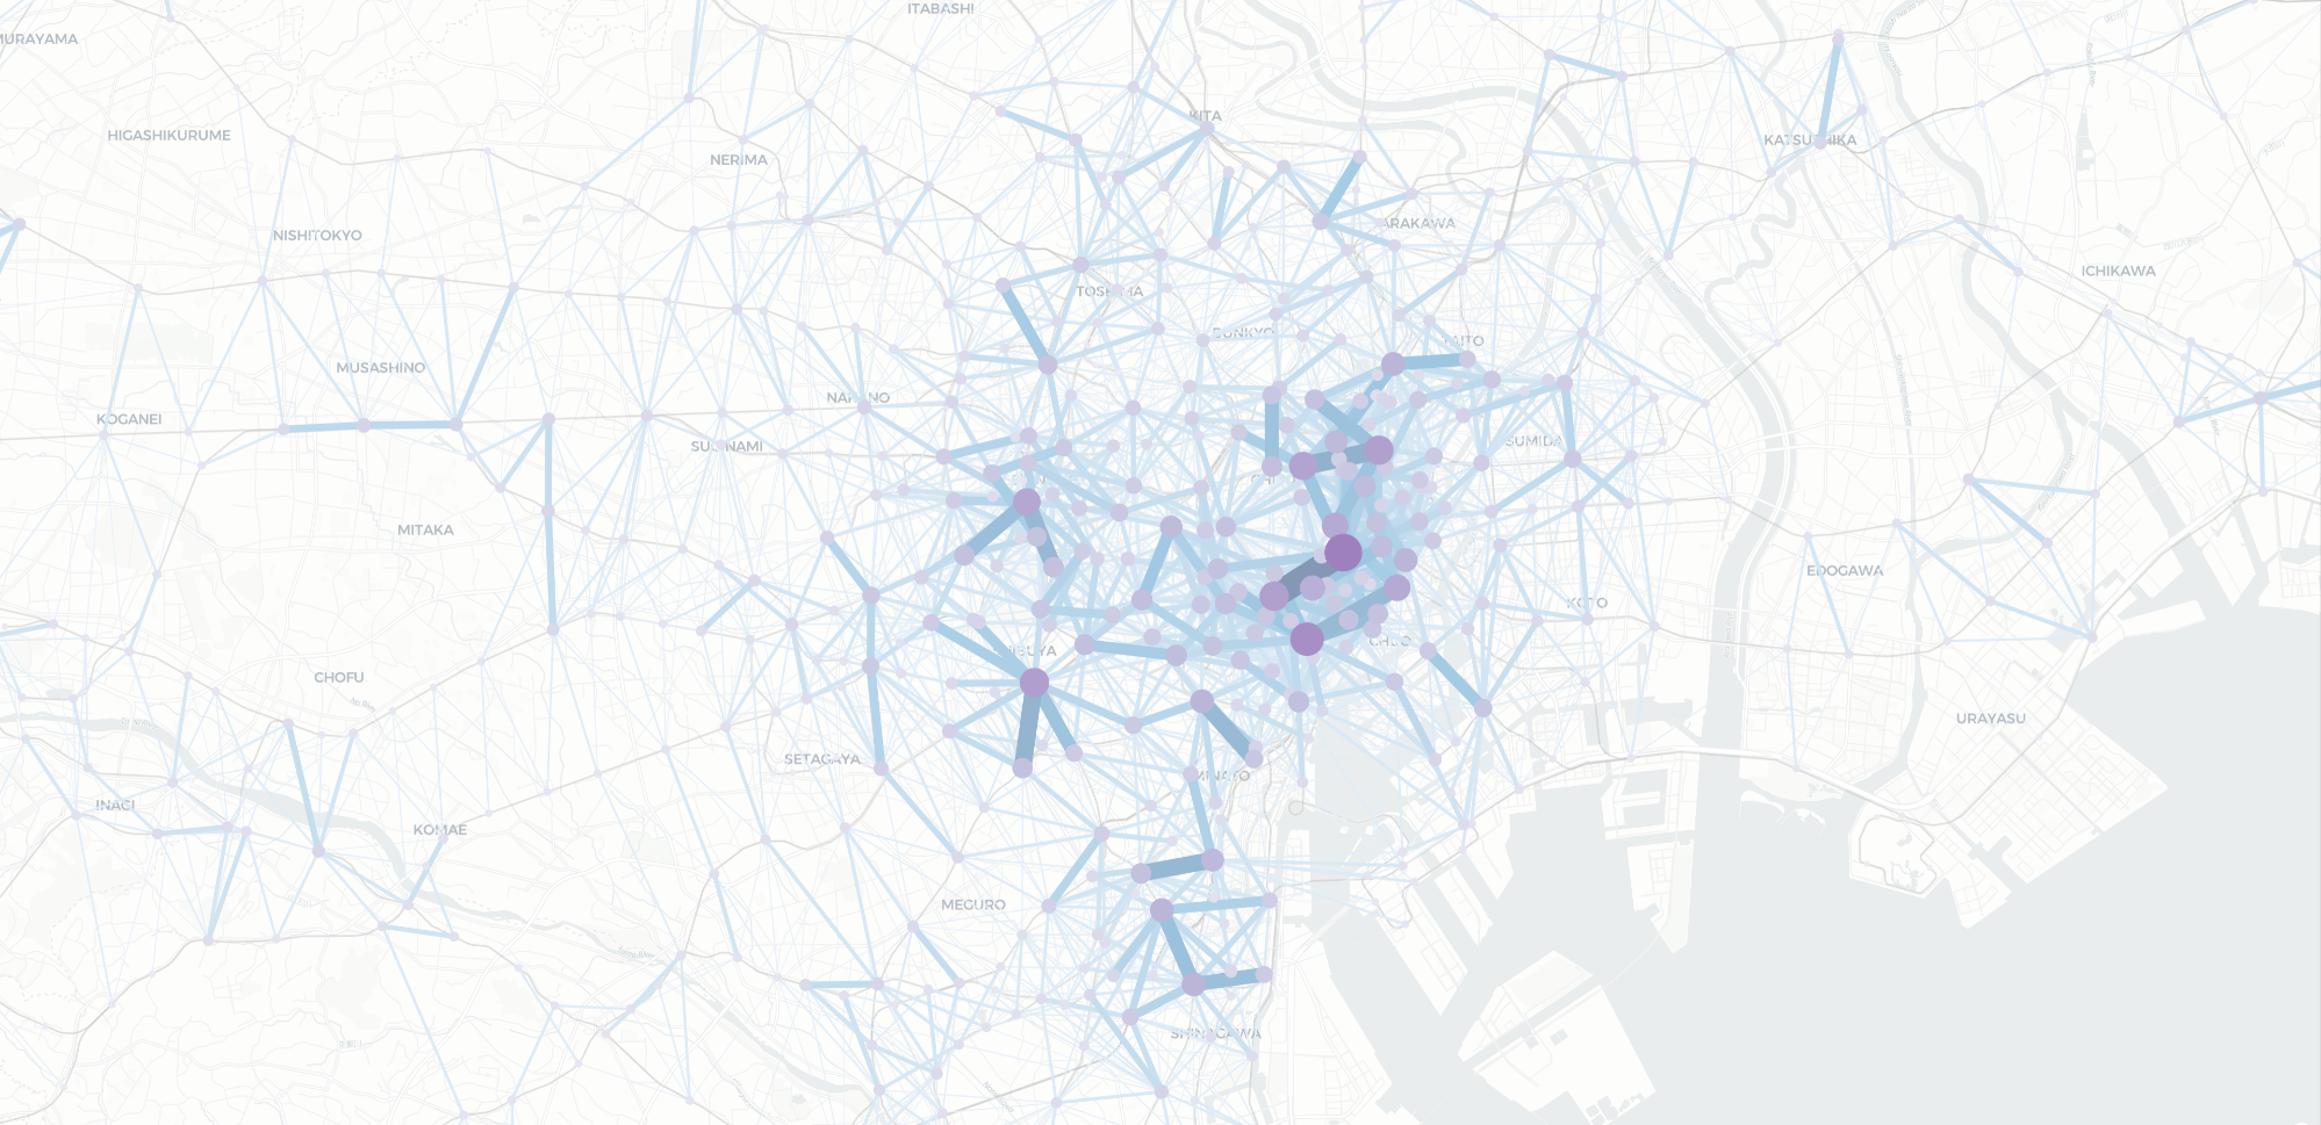 ITABASHI
MURAYAMA
KITA
HIGASHIKURUME
KATSUSHIKA
NERIMA
ARAKAWA
NISHITOKYO
ICHIKAWA
TOSHIMA
BUNKYO
TAITO
MUSASHINO
NAKANO
KOGANEI
SUGINAMI
SUMIDA
MITAKA
EDOGAWA
KOTO
CHUO
SHIBUYA
CHOFU
URAYASU
SETAGAYA
MINATO
INAGI
KOMAE
MEGURO
SHINAGAWA